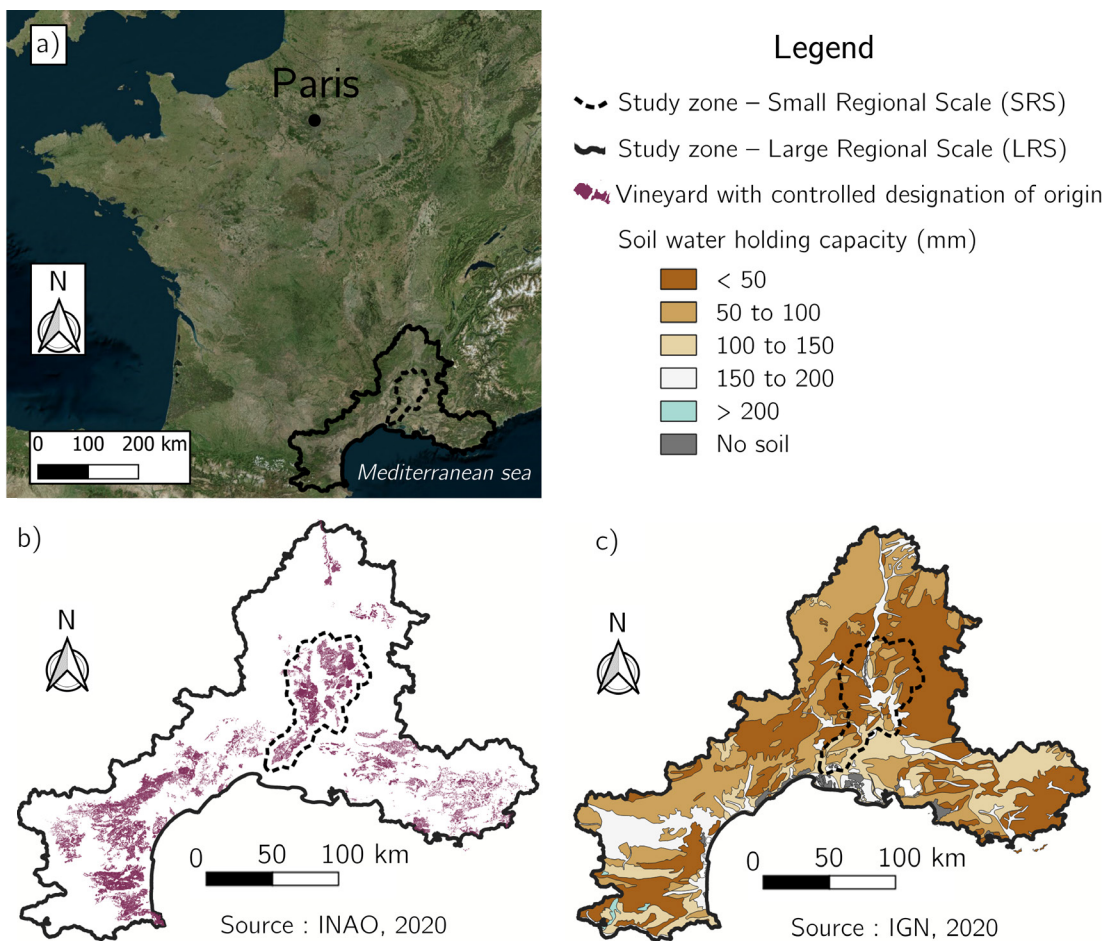 a)
Paris
N
0 100 200 km
Mediterranean sea
Legend
Study zone – Small Regional Scale (SRS)
Study zone – Large Regional Scale (LRS)
Vineyard with controlled designation of origin
Soil water holding capacity (mm)
< 50
50 to 100
100 to 150
150 to 200
> 200
No soil
b)
N
0 50 100 km
Source : INAO, 2020
c)
N
0 50 100 km
Source : IGN, 2020